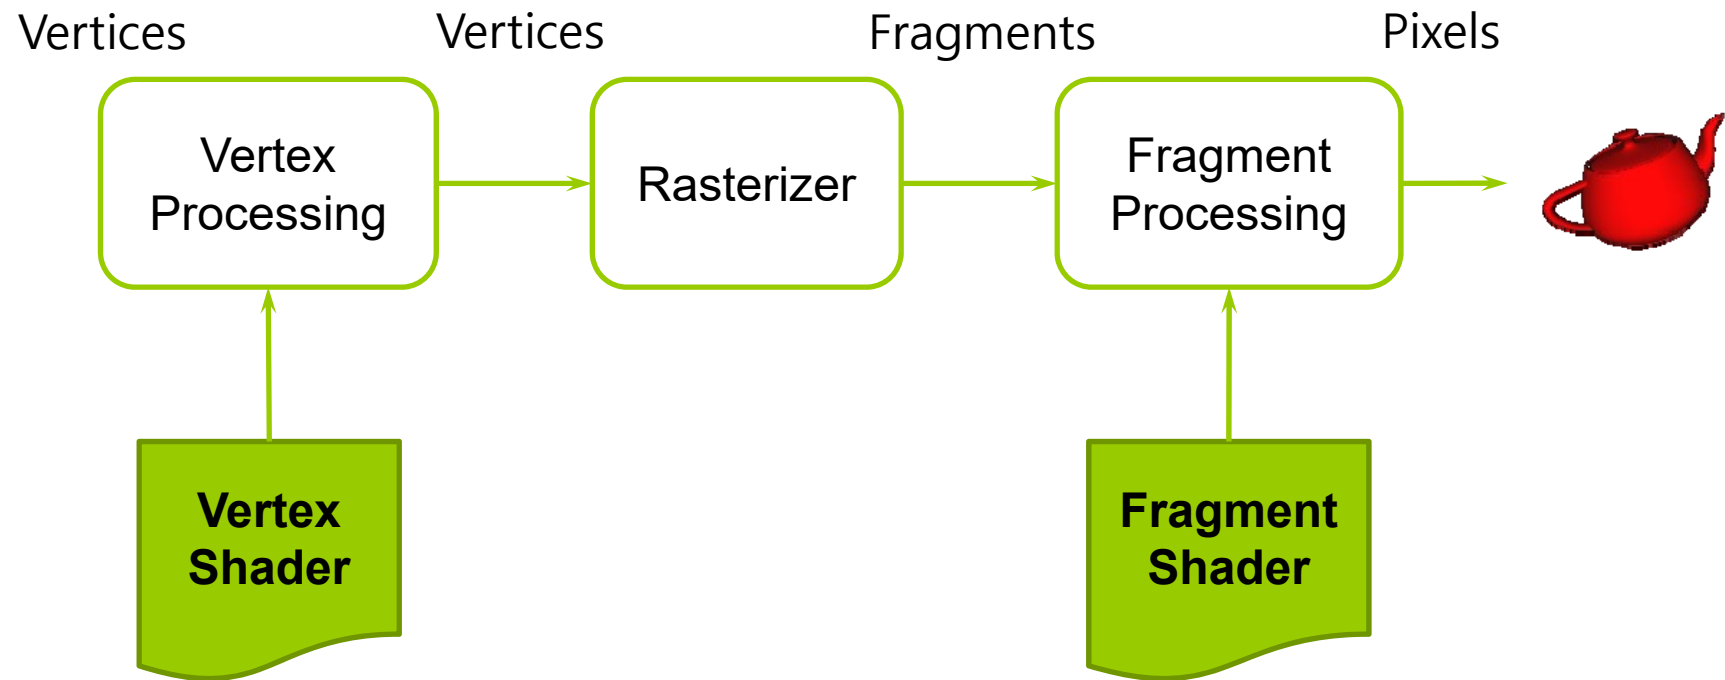 Vertices
Vertices
Fragments
Pixels
Vertex
Processing
Rasterizer
Fragment
Processing
Vertex
Shader
Fragment
Shader